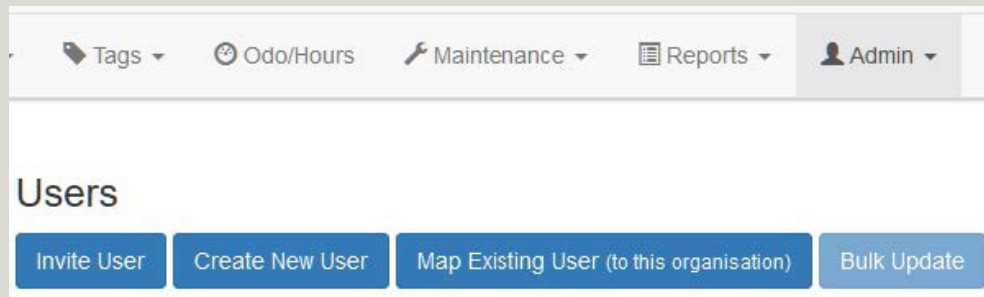 Tags Odo/Hours Maintenance Reports Admin
Users
Invite User Create New User Map Existing User (to this organisation) Bulk Update